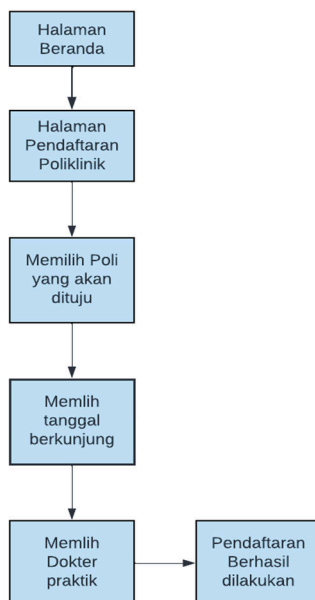 Halaman
Beranda
Halaman
Pendaftaran
Poliklinik
Memilih Poli
yang akan
dituju
Memlih
tanggal
berkunjung
Memlih
Dokter
praktik
Pendaftaran
Berhasil
dilakukan